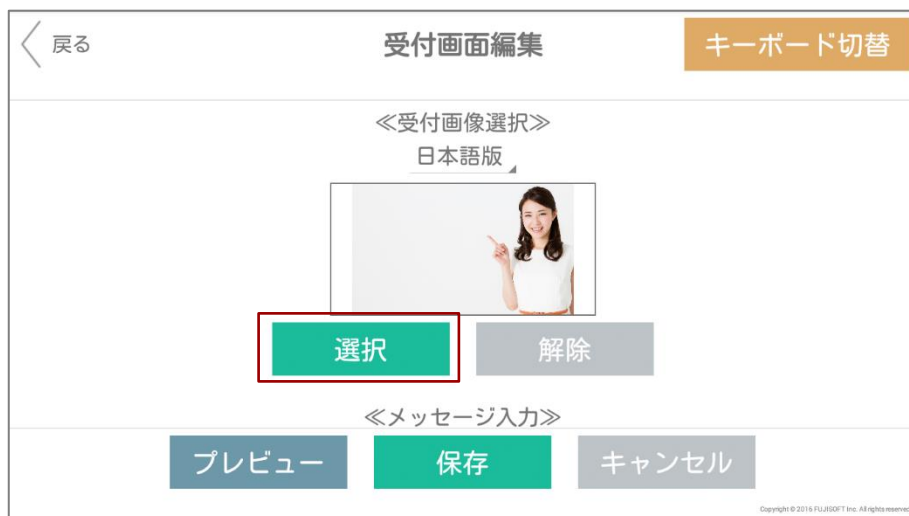 戻る
受付画面編集
キーボード切替
≪受付画像選択≫
日本語版
選択
解除
≪メッセージ入力≫
プレビュー
保存
キャンセル
Copyright © 2016 FUJISOFT Inc. All rights reserved